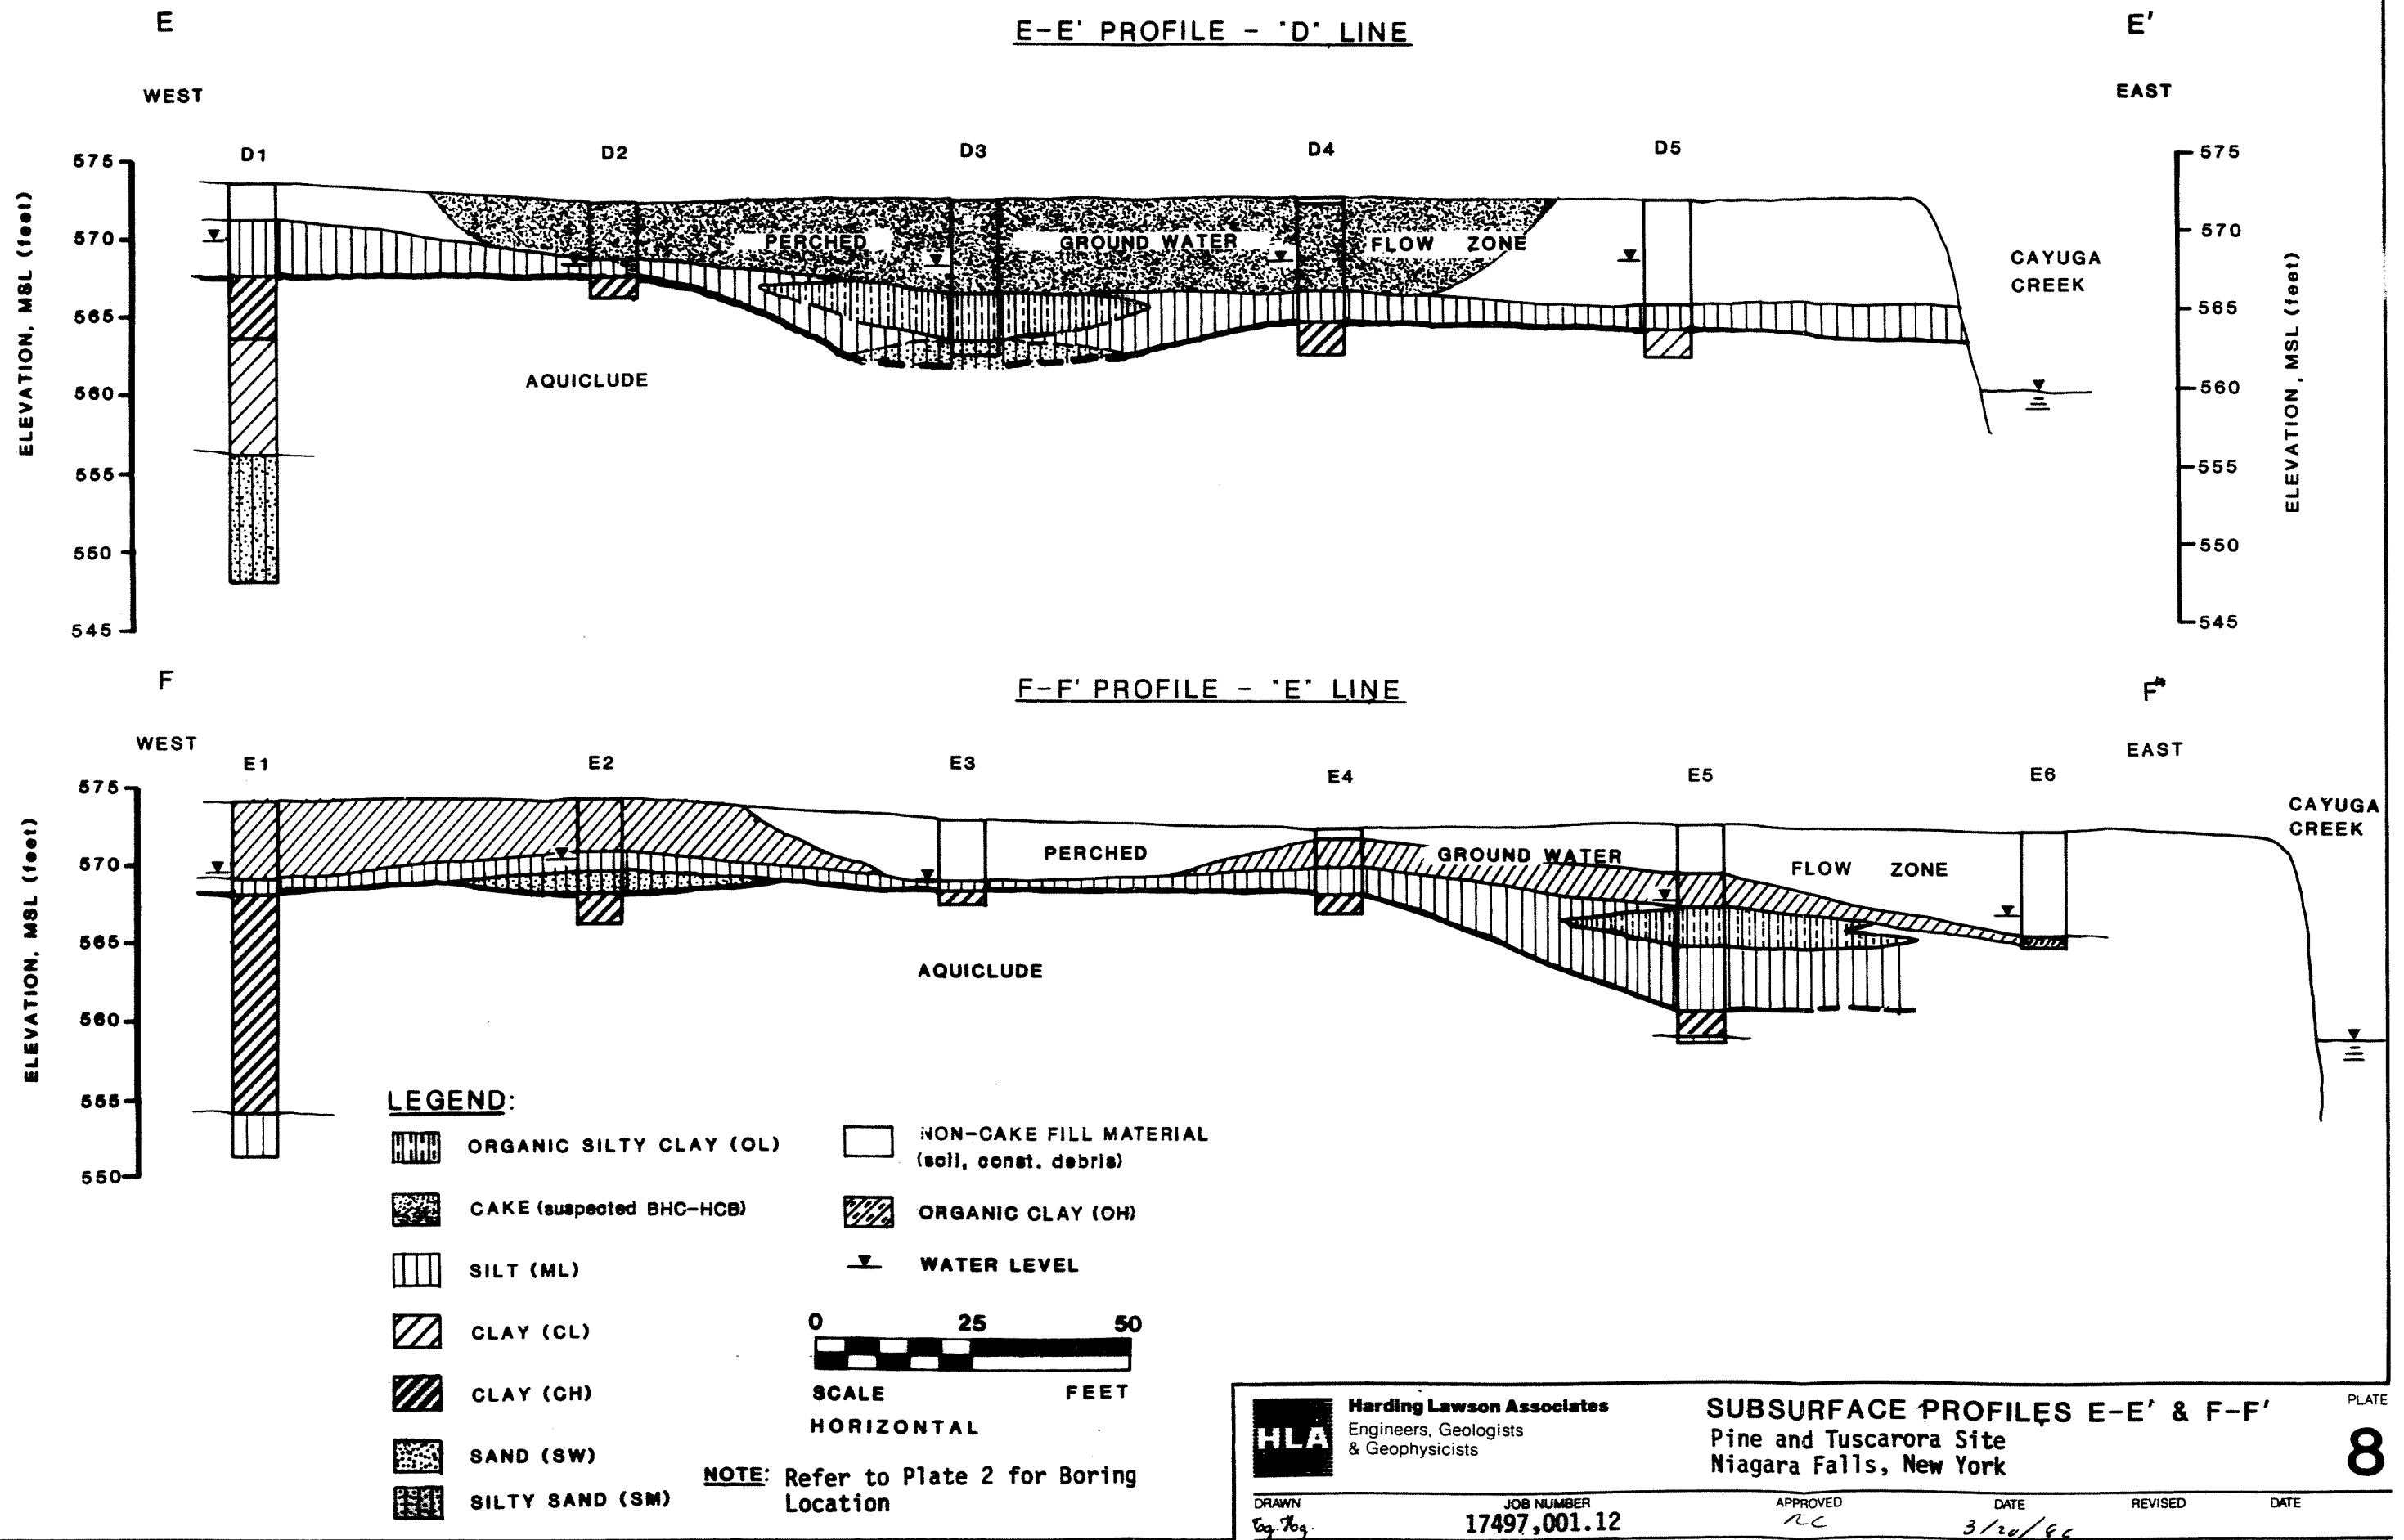 E
E-E' PROFILE - "D" LINE
E'
WEST
EAST
D1
D2
D3
D4
D5
575
570
565
560
555
550
545
ELEVATION, MSL (feet)
PERCHED
GROUND WATER
FLOW ZONE
AQUICLUDE
CAYUGA
CREEK
575
570
565
560
555
550
545
ELEVATION, MSL (feet)
F
F-F' PROFILE - "E" LINE
F'
WEST
EAST
E1
E2
E3
E4
E5
E6
575
570
565
560
555
550
ELEVATION, MSL (feet)
PERCHED
GROUND WATER
FLOW ZONE
AQUICLUDE
CAYUGA
CREEK
LEGEND:
ORGANIC SILTY CLAY (OL)
CAKE (suspected BHC-HCB)
SILT (ML)
CLAY (CL)
CLAY (CH)
SAND (SW)
SILTY SAND (SM)
NON-CAKE FILL MATERIAL
(soil, const. debris)
ORGANIC CLAY (OH)
WATER LEVEL
0 25 50
SCALE FEET
HORIZONTAL
NOTE: Refer to Plate 2 for Boring
Location
HLA
Harding Lawson Associates
Engineers, Geologists
& Geophysicists
SUBSURFACE PROFILES E-E' & F-F'
Pine and Tuscarora Site
Niagara Falls, New York
PLATE
8
DRAWN
JOB NUMBER
17497,001.12
APPROVED
RC
DATE
REVISED
DATE